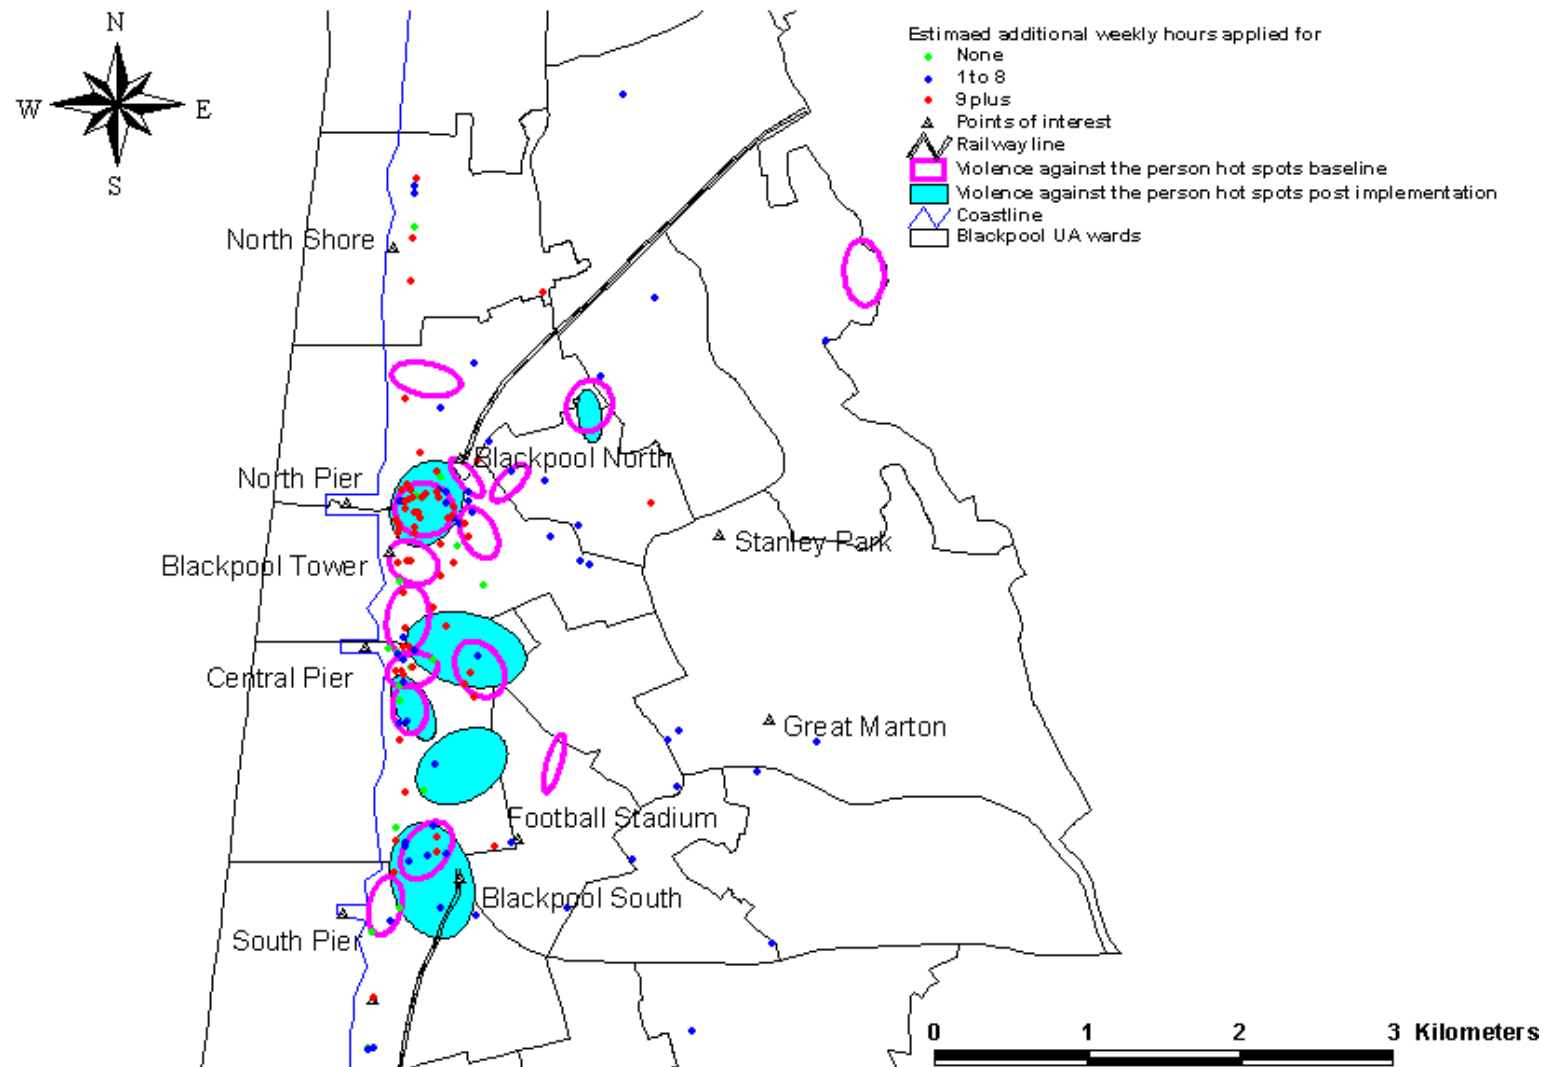 N
W E
S
Estimaed additional weekly hours applied for
None
1 to 8
9 plus
Points of interest
Railway line
Violence against the person hot spots baseline
Violence against the person hot spots post implementation
Coastline
Blackpool UA wards
North Shore
Blackpool North
North Pier
Stanley Park
Blackpool Tower
Central Pier
Great Marton
Football Stadium
Blackpool South
South Pier
0 1 2 3 Kilometers